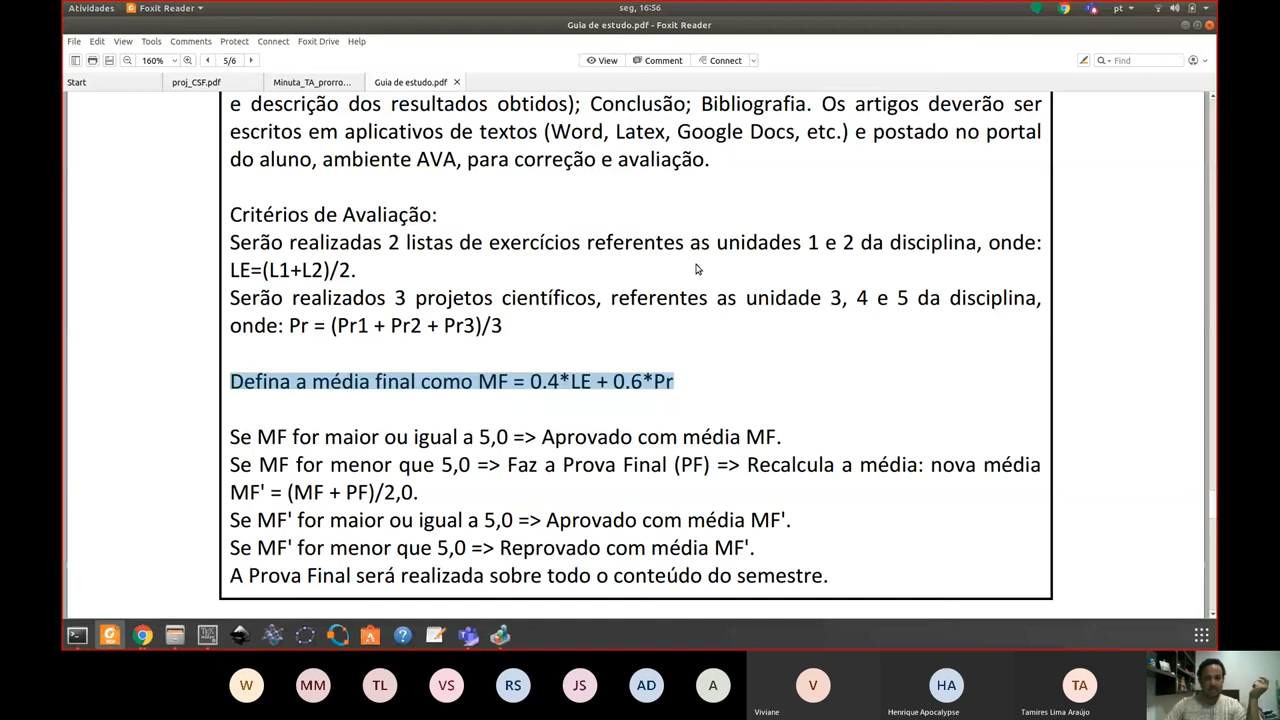 Atividades
Foxit Reader
seg, 16:56
pt
Guia de estudo.pdf - Foxit Reader
File Edit View Tools Comments Protect Connect Foxit Drive Help
160% 5/6 View Comment Connect Find
Start proj_CSF.pdf Minuta_TA_prorro... Guia de estudo.pdf
e descrição dos resultados obtidos); Conclusão; Bibliografia. Os artigos deverão ser
escritos em aplicativos de textos (Word, Latex, Google Docs, etc.) e postado no portal
do aluno, ambiente AVA, para correção e avaliação.
Critérios de Avaliação:
Serão realizadas 2 listas de exercícios referentes as unidades 1 e 2 da disciplina, onde:
LE=(L1+L2)/2.
Serão realizados 3 projetos científicos, referentes as unidade 3, 4 e 5 da disciplina,
onde: Pr = (Pr1 + Pr2 + Pr3)/3
Defina a média final como MF = 0.4*LE + 0.6*Pr
Se MF for maior ou igual a 5,0 => Aprovado com média MF.
Se MF for menor que 5,0 => Faz a Prova Final (PF) => Recalcula a média: nova média
MF' = (MF + PF)/2,0.
Se MF' for maior ou igual a 5,0 => Aprovado com média MF'.
Se MF' for menor que 5,0 => Reprovado com média MF'.
A Prova Final será realizada sobre todo o conteúdo do semestre.
W MM TL VS RS JS AD A V HA TA
Viviane Henrique Apocalypse Tamires Lima Araújo